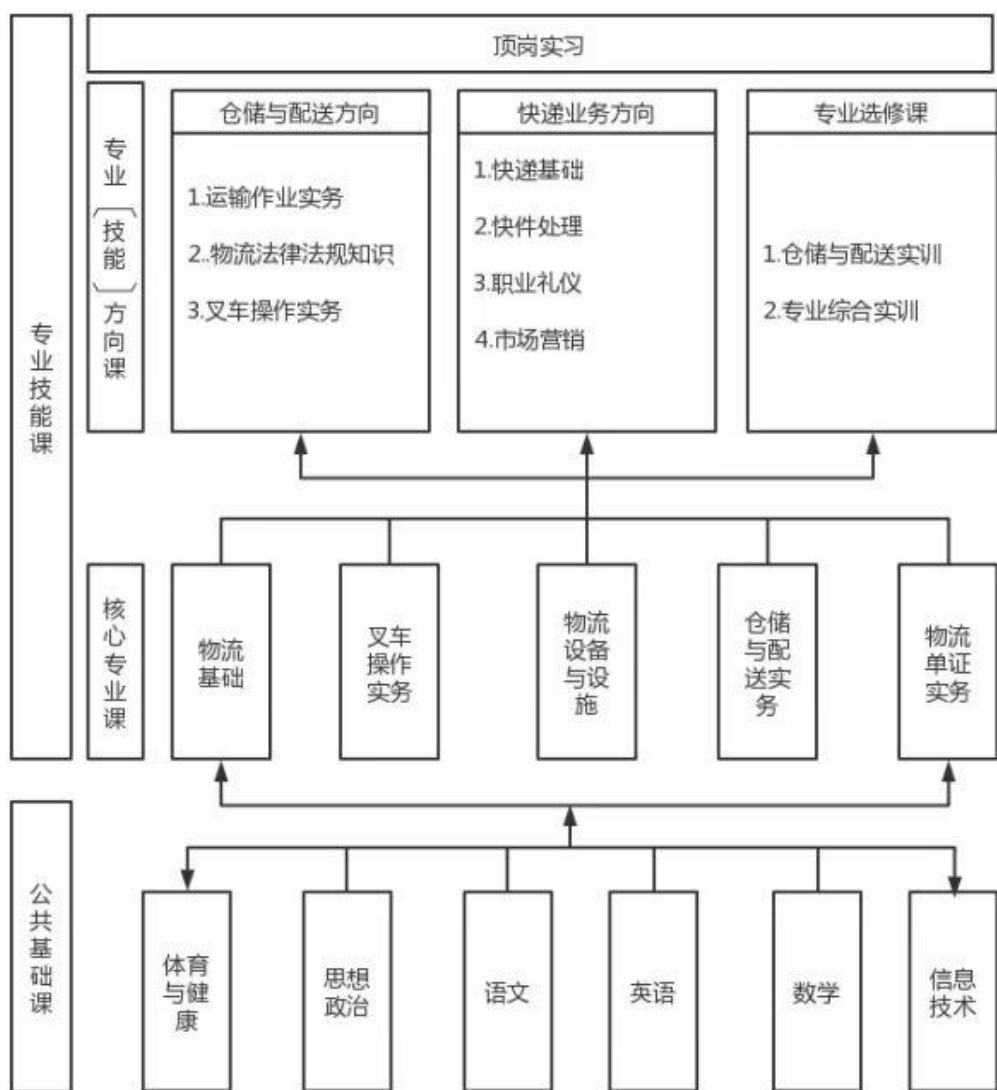 顶岗实习
专业技能课
专业
（技能）
方向课
仓储与配送方向
1.运输作业实务
2..物流法律法规知识
3.叉车操作实务
快递业务方向
1.快递基础
2.快件处理
3.职业礼仪
4.市场营销
专业选修课
1.仓储与配送实训
2.专业综合实训
核心专业课
物流
基础
叉车
操作
实务
物流
设备
与设
施
仓储
与配
送实
务
物流
单证
实务
公共基础课
体育
与健
康
思想
政治
语文
英语
数学
信息
技术